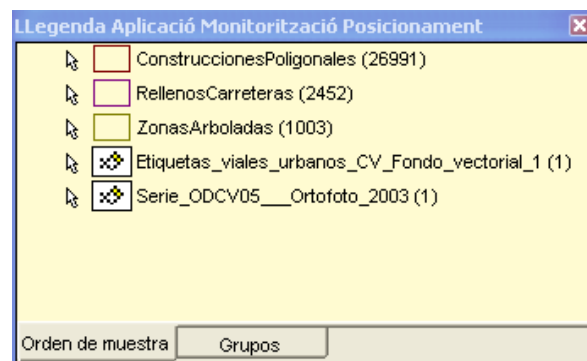 LLegenda Aplicació Monitorització Posicionament
ConstruccionesPoligonales (26991)
RellenosCarreteras (2452)
ZonasArboladas (1003)
Etiquetas_viales_urbanos_CV_Fondo_vectorial_1 (1)
Serie_ODCV05___Ortofoto_2003 (1)
Orden de muestra
Grupos